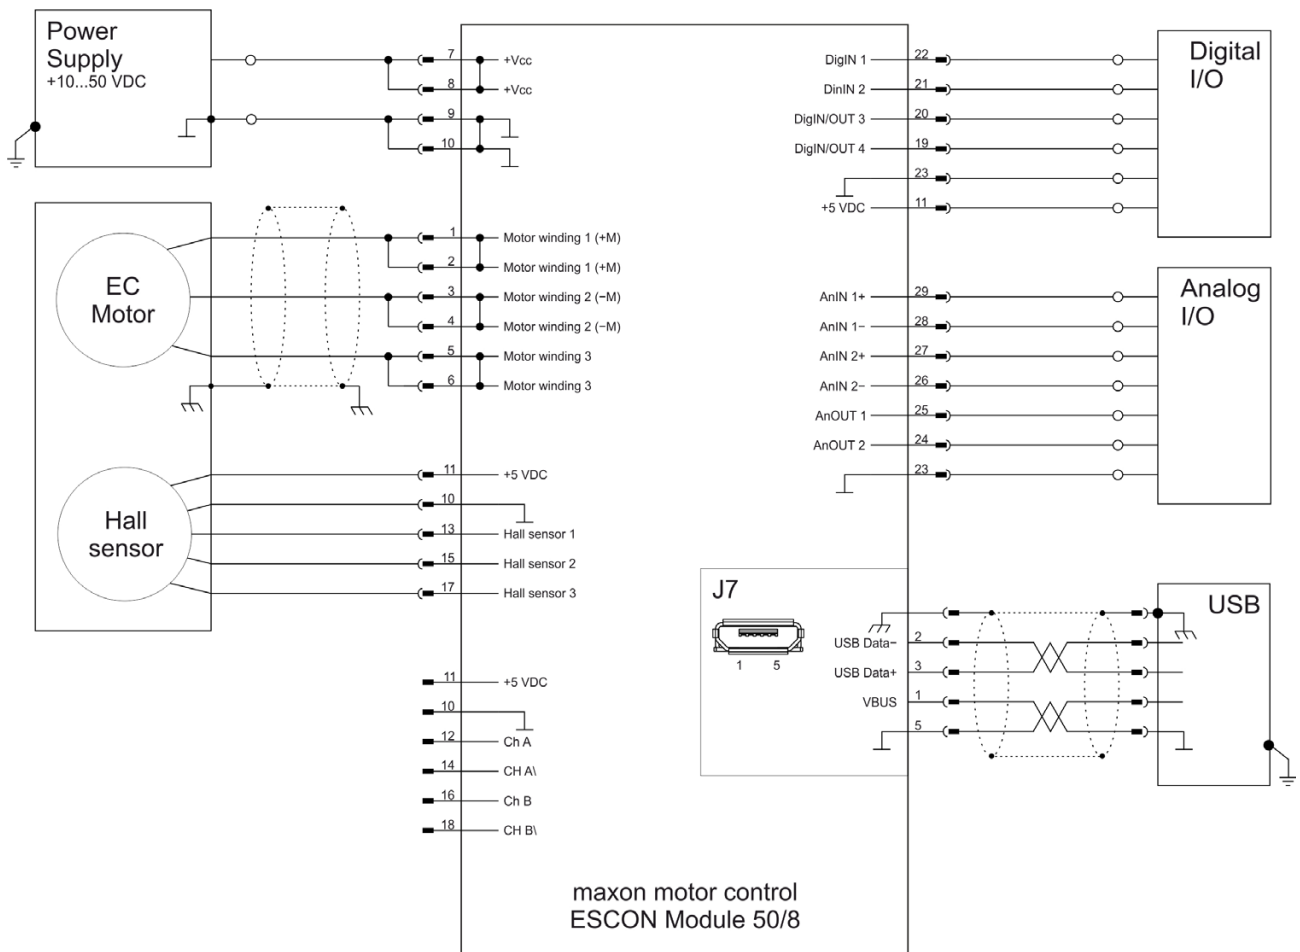 Power
Supply
+10...50 VDC
7 +Vcc
8 +Vcc
9
10
EC
Motor
1 Motor winding 1 (+M)
2 Motor winding 1 (+M)
3 Motor winding 2 (−M)
4 Motor winding 2 (−M)
5 Motor winding 3
6 Motor winding 3
Hall
sensor
11 +5 VDC
10
13 Hall sensor 1
15 Hall sensor 2
17 Hall sensor 3
11 +5 VDC
10
12 Ch A
14 CH A\
16 Ch B
18 CH B\
Digital
I/O
DigIN 1 22
DinIN 2 21
DigIN/OUT 3 20
DigIN/OUT 4 19
23
+5 VDC 11
Analog
I/O
AnIN 1+ 29
AnIN 1− 28
AnIN 2+ 27
AnIN 2− 26
AnOUT 1 25
AnOUT 2 24
23
J7
1 5
USB
USB Data− 2
USB Data+ 3
VBUS 1
5
maxon motor control
ESCON Module 50/8